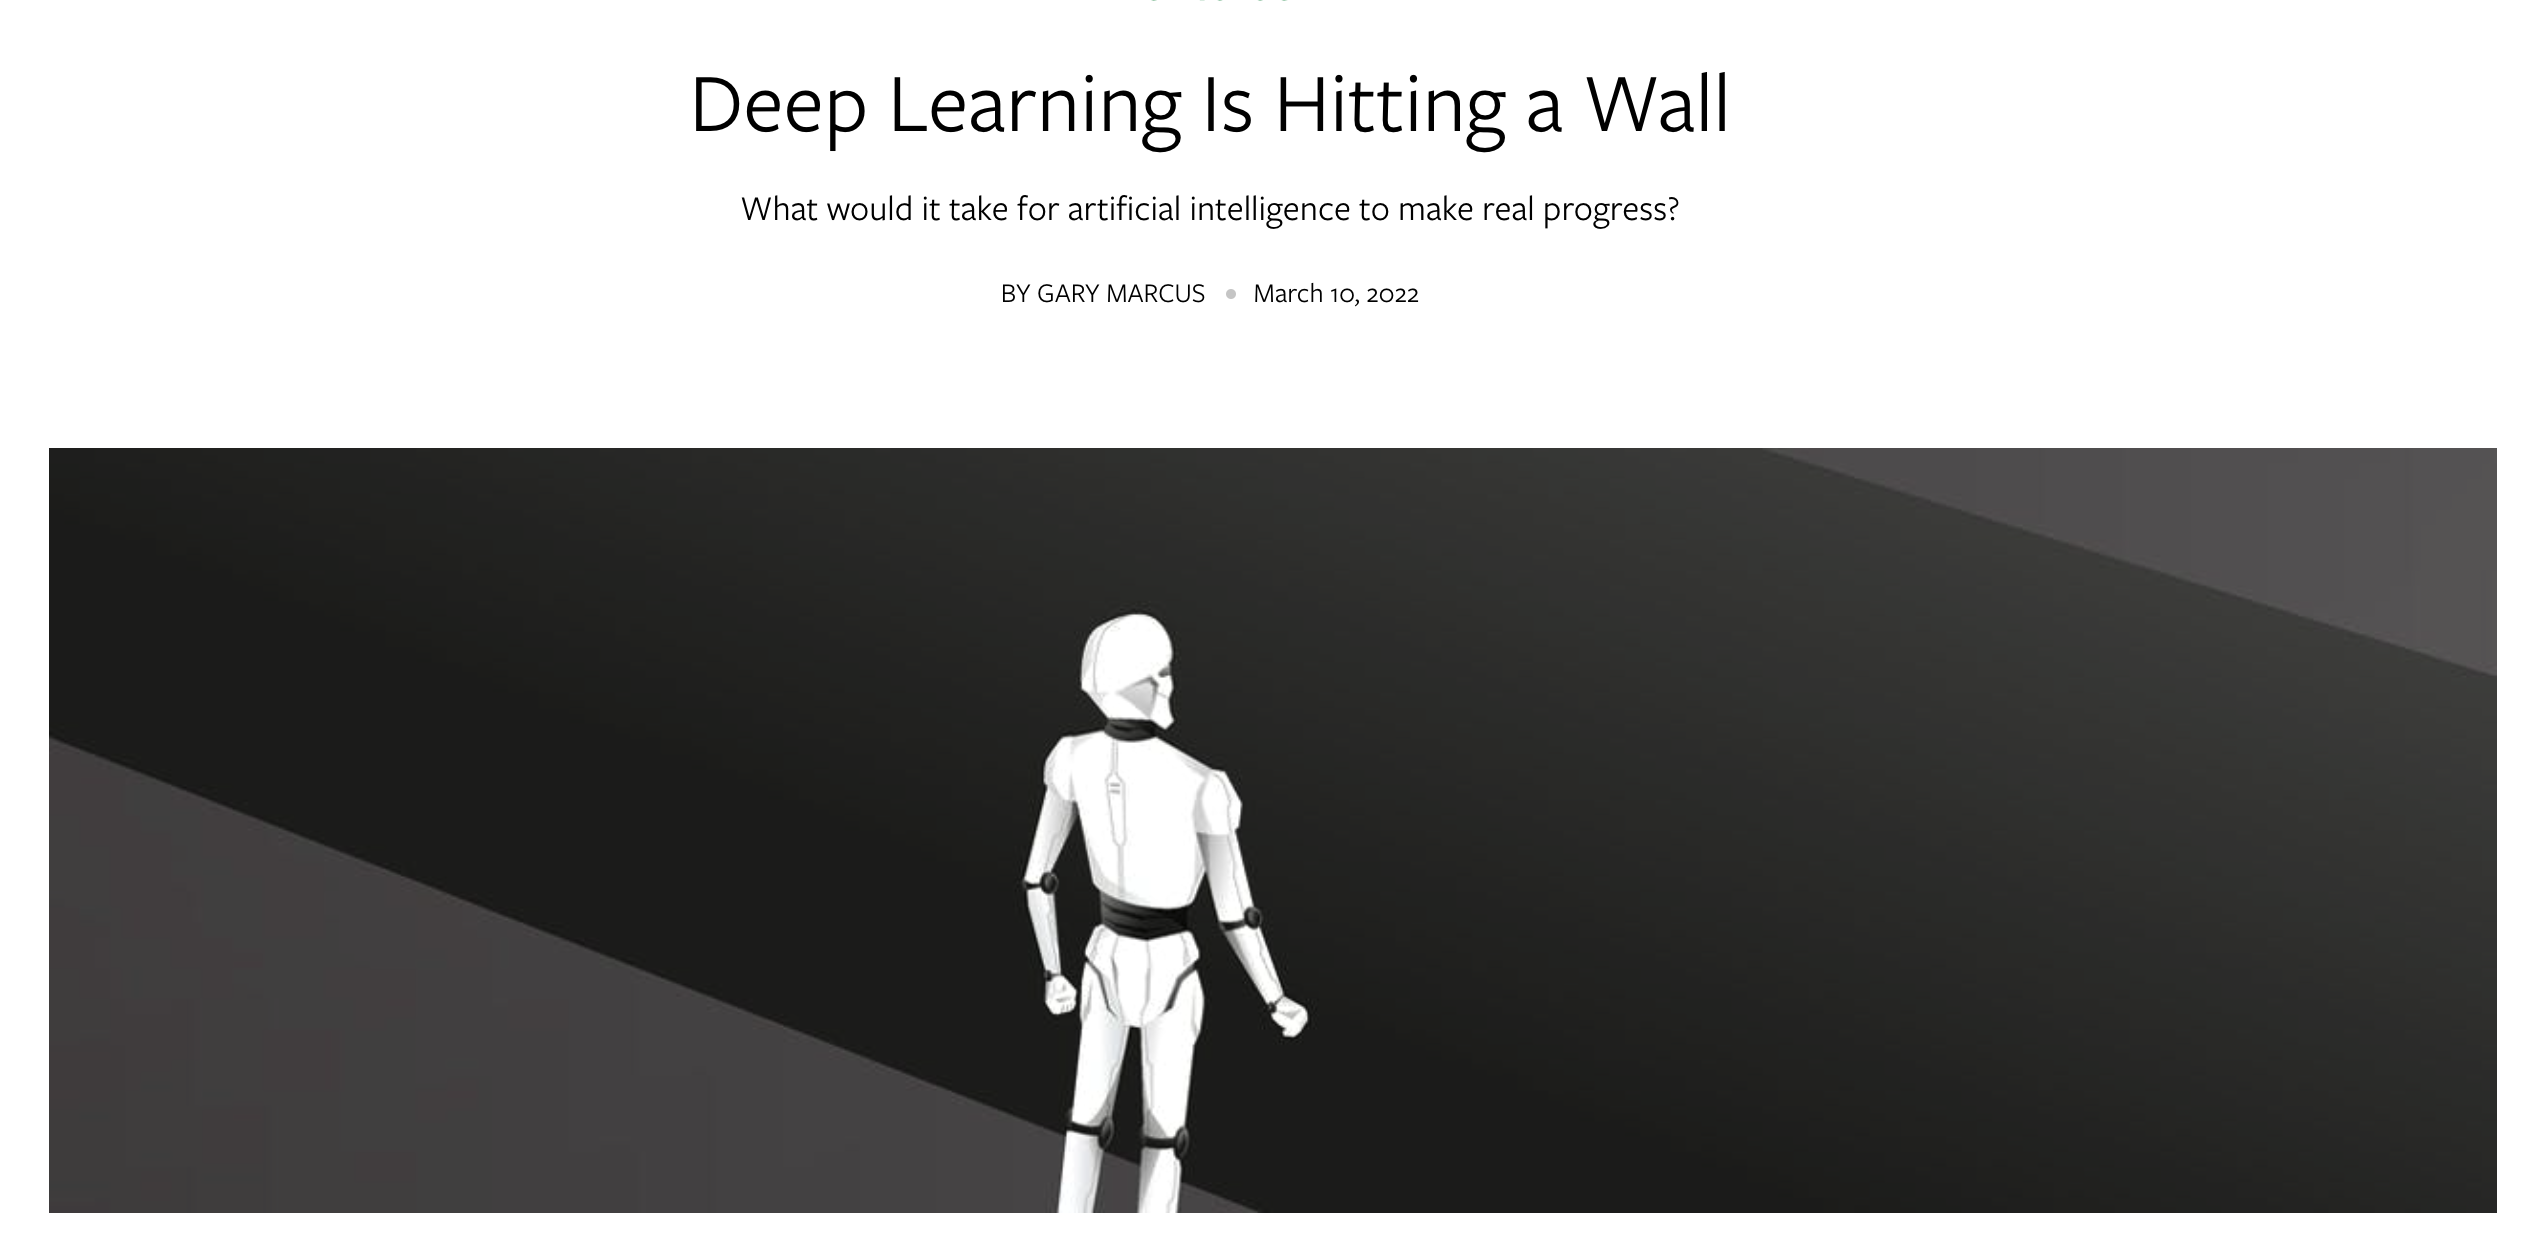 Deep Learning Is Hitting a Wall
What would it take for artificial intelligence to make real progress?
BY GARY MARCUS • March 10, 2022